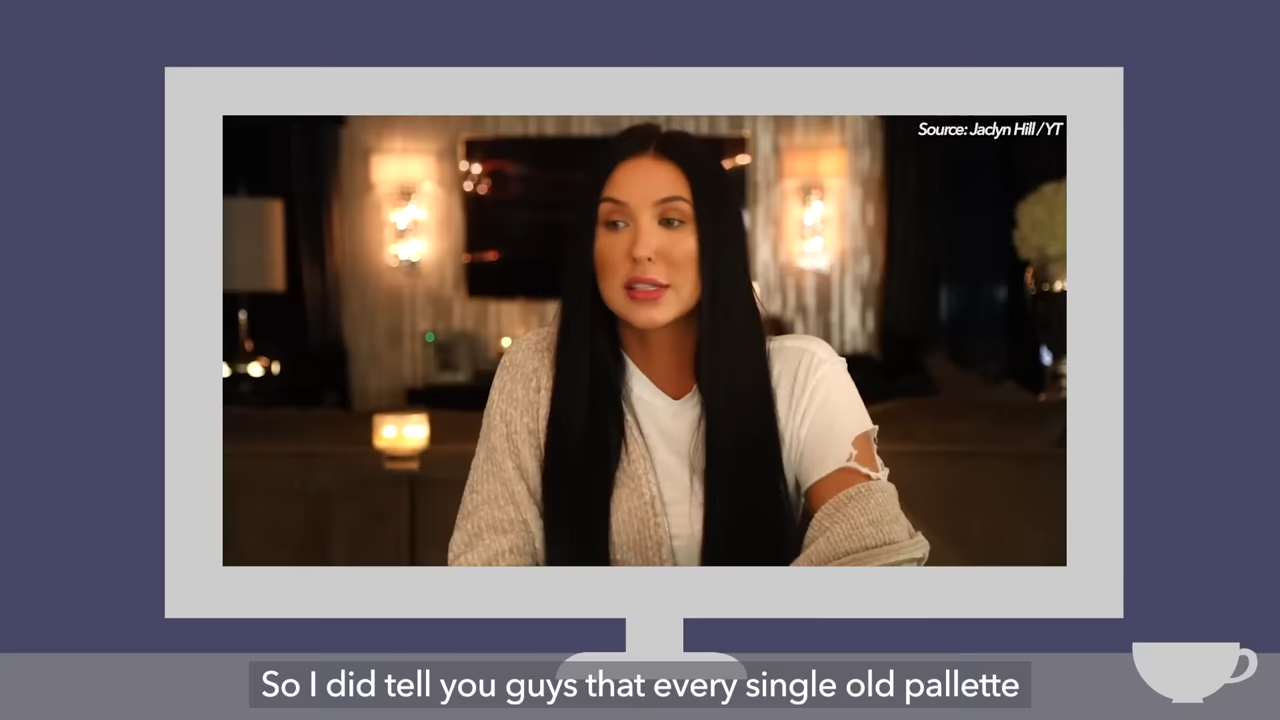 Source: Jaclyn Hill / YT
So I did tell you guys that every single old pallette